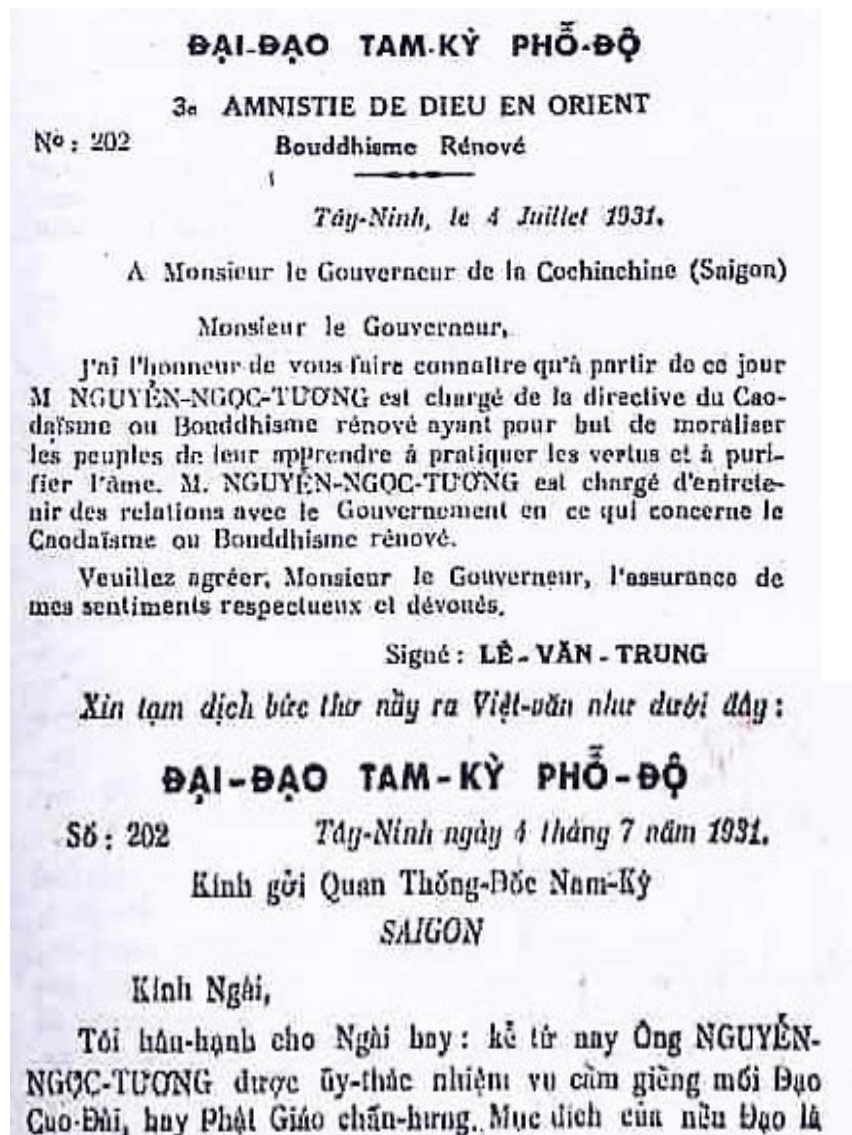 ĐẠI-ĐẠO TAM-KỲ PHỔ-ĐỘ
3e AMNISTIE DE DIEU EN ORIENT
No : 202
Bouddhisme Rénové
Tây-Ninh, le 4 Juillet 1931.
A Monsieur le Gouverneur de la Cochinchine (Saigon)
Monsieur le Gouverneur,
J'ai l'honneur de vous faire connaître qu'à partir de ce jour
M NGUYỄN-NGỌC-TƯƠNG est chargé de la directive du Cao-
daïsme ou Bouddhisme rénové ayant pour but de moraliser
les peuples de leur apprendre à pratiquer les vertus et à puri-
fier l'âme. M. NGUYỄN-NGỌC-TƯƠNG est chargé d'entrete-
nir des relations avec le Gouvernement en ce qui concerne le
Caodaïsme ou Bouddhisme rénové.
Veuillez agréer, Monsieur le Gouverneur, l'assurance de
mes sentiments respectueux et dévoués.
Signé : LÊ - VĂN - TRUNG
Xin tạm dịch bức thơ nầy ra Việt-văn như dưới đây :
ĐẠI-ĐẠO TAM-KỲ PHỔ-ĐỘ
Số : 202
Tây-Ninh ngày 4 tháng 7 năm 1931.
Kính gởi Quan Thống-Đốc Nam-Kỳ
SAIGON
Kính Ngài,
Tôi hân-hạnh cho Ngài hay : kể từ nay Ông NGUYỄN-
NGỌC-TƯƠNG được ủy-thác nhiệm vụ cầm giềng mối Đạo
Cao-Đài, hay Phật Giáo chấn-hưng. Mục đích của nền Đạo là